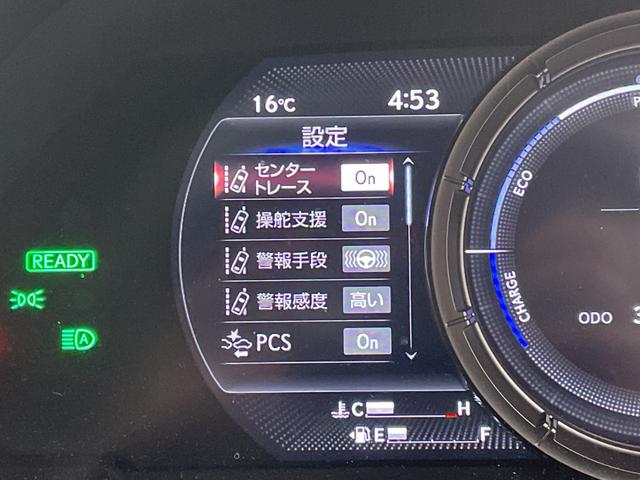 16℃ 4:53
設定
センター
トレース On
操舵支援 On
警報手段
警報感度 高い
PCS On
READY
A
C H
E F
ECO
CHARGE
ODO